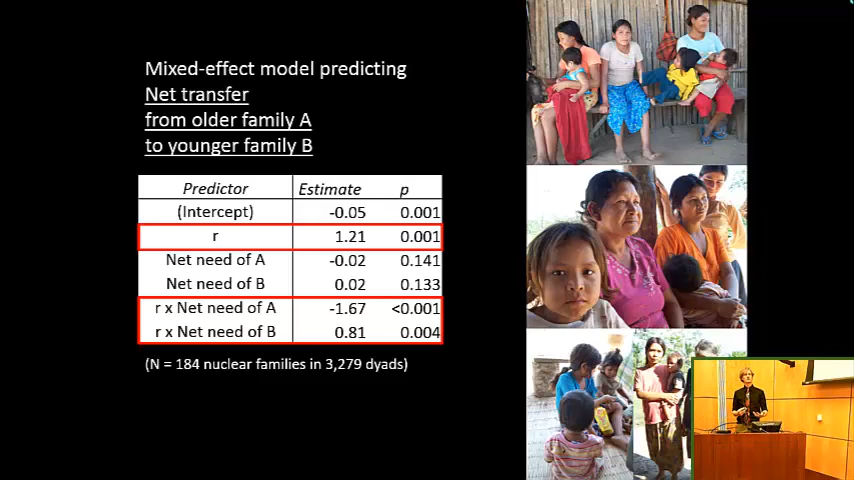 Mixed-effect model predicting
Net transfer
from older family A
to younger family B
Predictor Estimate p
(Intercept) -0.05 0.001
r 1.21 0.001
Net need of A -0.02 0.141
Net need of B 0.02 0.133
r x Net need of A -1.67 <0.001
r x Net need of B 0.81 0.004
(N = 184 nuclear families in 3,279 dyads)